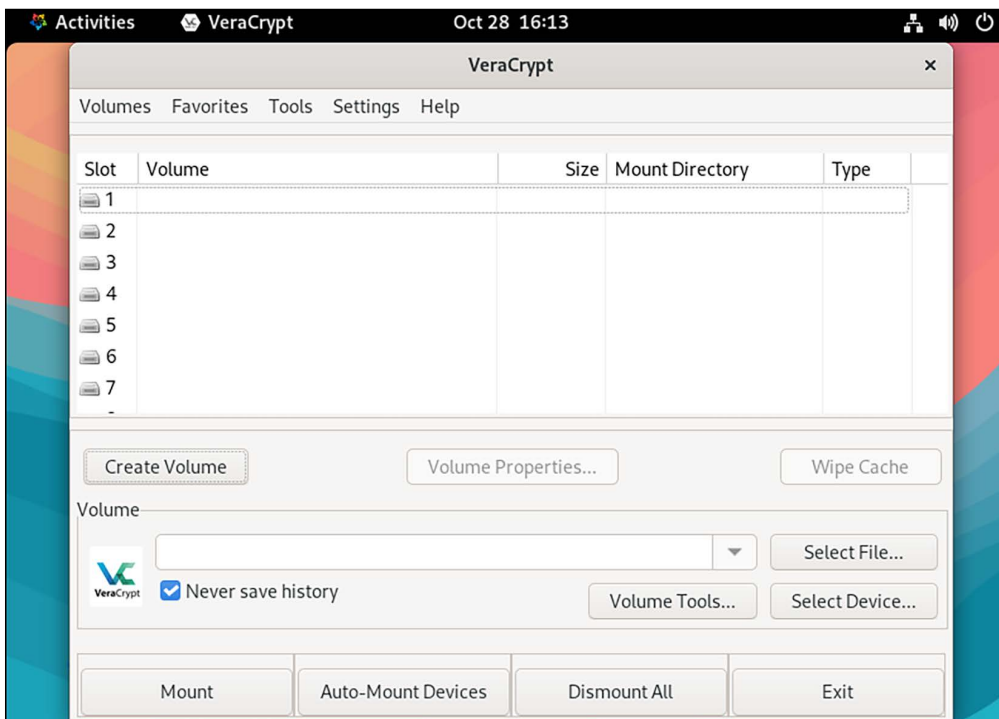 Activities VeraCrypt Oct 28 16:13
VeraCrypt
Volumes Favorites Tools Settings Help
Slot Volume Size Mount Directory Type
1
2
3
4
5
6
7
Create Volume Volume Properties... Wipe Cache
Volume
Select File...
VeraCrypt Never save history
Volume Tools... Select Device...
Mount Auto-Mount Devices Dismount All Exit